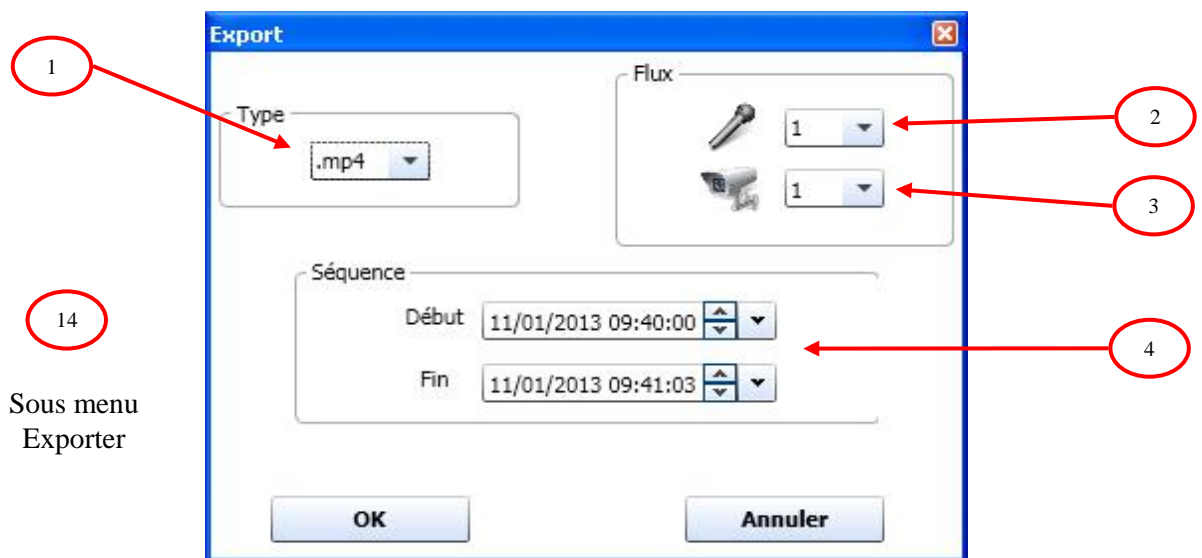 Export
1
Flux
Type
1
2
.mp4
1
3
Séquence
14
Début 11/01/2013 09:40:00
4
Fin 11/01/2013 09:41:03
Sous menu
Exporter
OK Annuler